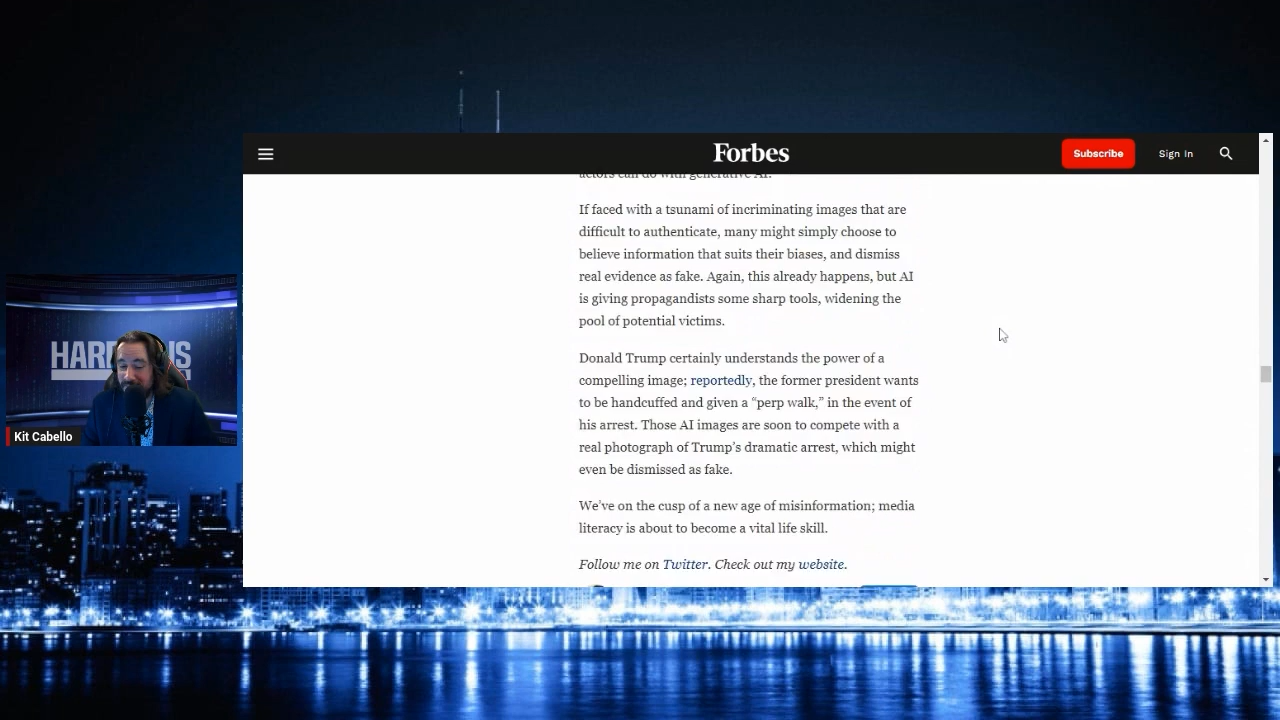 Forbes
Subscribe
Sign In
actors can do with generative AI.
If faced with a tsunami of incriminating images that are
difficult to authenticate, many might simply choose to
believe information that suits their biases, and dismiss
real evidence as fake. Again, this already happens, but AI
is giving propagandists some sharp tools, widening the
pool of potential victims.
Donald Trump certainly understands the power of a
compelling image; reportedly, the former president wants
to be handcuffed and given a “perp walk,” in the event of
his arrest. Those AI images are soon to compete with a
real photograph of Trump’s dramatic arrest, which might
even be dismissed as fake.
We’ve on the cusp of a new age of misinformation; media
literacy is about to become a vital life skill.
Follow me on Twitter. Check out my website.
Kit Cabello